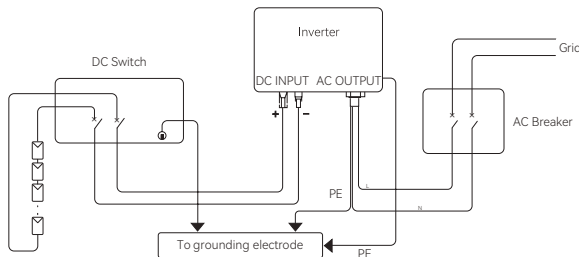 Inverter
Grid
DC Switch
DC INPUT AC OUTPUT
+ −
AC Breaker
L
PE
N
To grounding electrode
PE